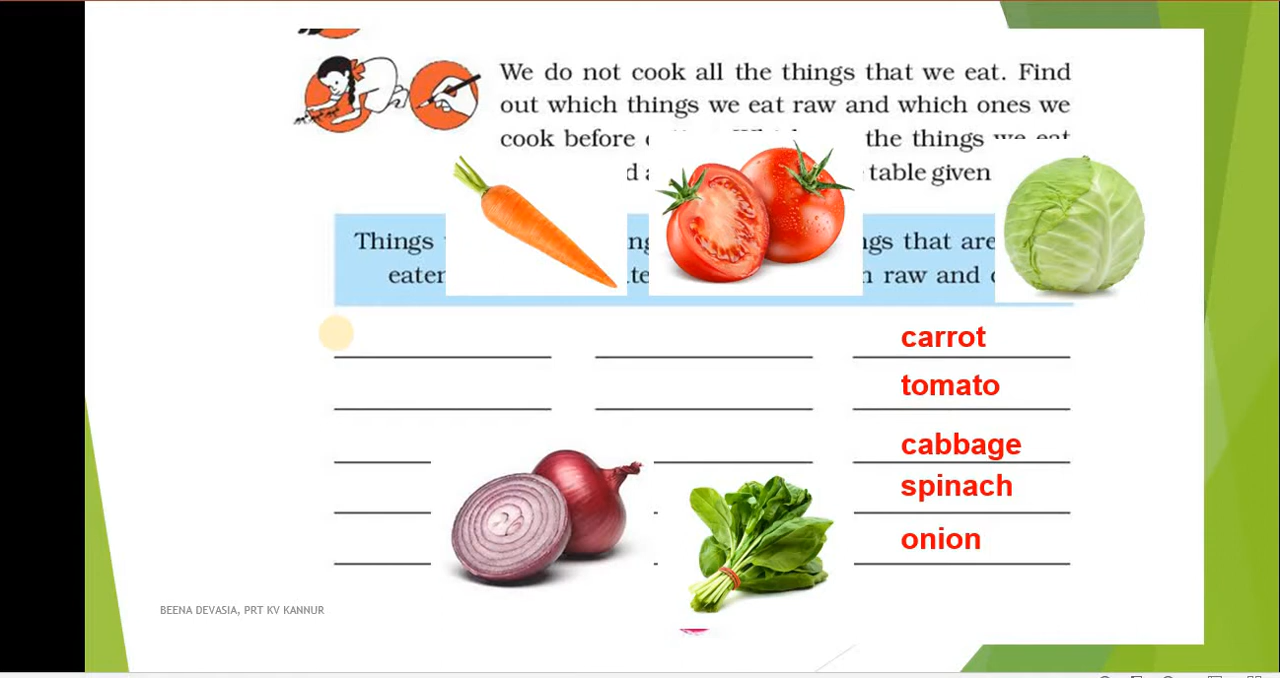 We do not cook all the things that we eat. Find
out which things we eat raw and which ones we
cook before the things we eat
table given
Things that are
raw and
carrot
tomato
cabbage
spinach
onion
BEENA DEVASIA, PRT KV KANNUR